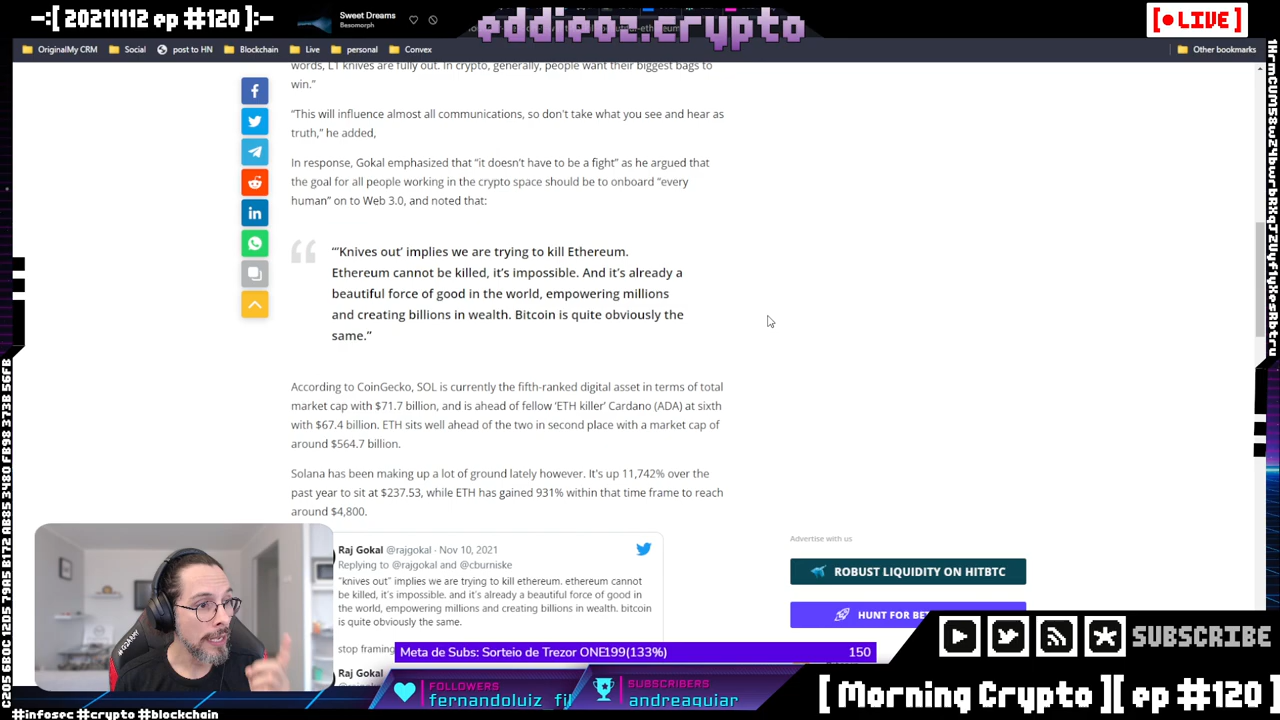 -:[ 20211112 ep #120 ]:-
Sweet Dreams
Besomorph
eddieoz.crypto
[ LIVE ]
OriginalMy CRM
Social
post to HN
Blockchain
Live
personal
Convex
Other bookmarks
words, L1 knives are fully out. In crypto, generally, people want their biggest bags to
win.”
“This will influence almost all communications, so don't take what you see and hear as
truth,” he added,
In response, Gokal emphasized that “it doesn’t have to be a fight” as he argued that
the goal for all people working in the crypto space should be to onboard “every
human” on to Web 3.0, and noted that:
“‘Knives out’ implies we are trying to kill Ethereum.
Ethereum cannot be killed, it’s impossible. And it’s already a
beautiful force of good in the world, empowering millions
and creating billions in wealth. Bitcoin is quite obviously the
same.”
According to CoinGecko, SOL is currently the fifth-ranked digital asset in terms of total
market cap with $71.7 billion, and is ahead of fellow ‘ETH killer’ Cardano (ADA) at sixth
with $67.4 billion. ETH sits well ahead of the two in second place with a market cap of
around $564.7 billion.
Solana has been making up a lot of ground lately however. It’s up 11,742% over the
past year to sit at $237.53, while ETH has gained 931% within that time frame to reach
around $4,800.
Raj Gokal @rajgokal · Nov 10, 2021
Replying to @rajgokal and @cburniske
"knives out" implies we are trying to kill ethereum. ethereum cannot
be killed, it's impossible. and it's already a beautiful force of good in
the world, empowering millions and creating billions in wealth. bitcoin
is quite obviously the same.
stop framing
Raj Gokal
Advertise with us
ROBUST LIQUIDITY ON HITBTC
HUNT FOR
Meta de Subs: Sorteio de Trezor ONE199(133%)
150
FOLLOWERS
fernandoluiz_fil
SUBSCRIBERS
andreaguiar
SUBSCRIBE
[ Morning Crypto ][ ep #120 ]
#infosec #crypto #blockchain